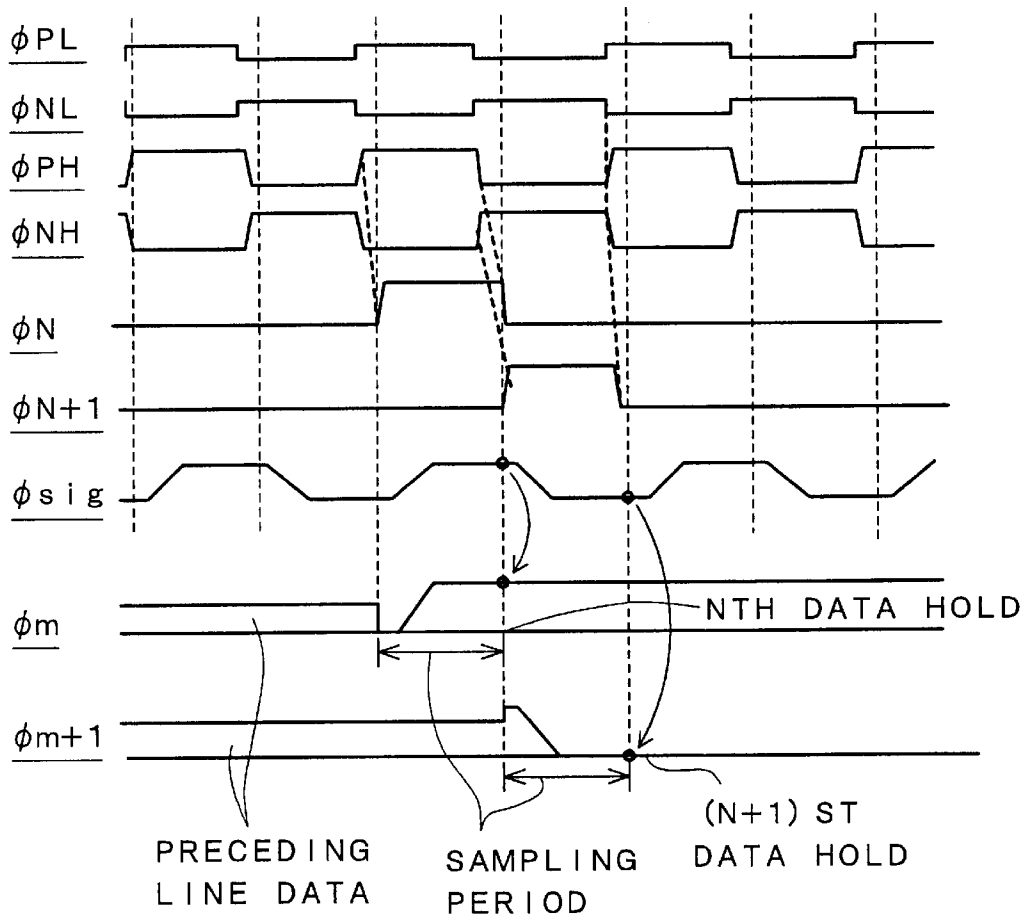 φPL
φNL
φPH
φNH
φN
φN+1
φsig
φm
NTH DATA HOLD
φm+1
PRECEDING
LINE DATA
SAMPLING
PERIOD
(N+1) ST
DATA HOLD